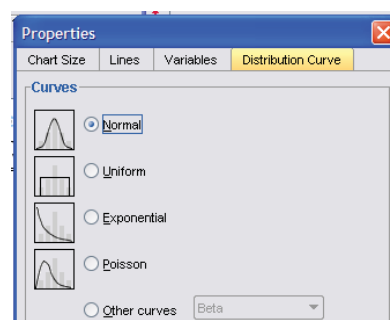 Properties
Chart Size Lines Variables Distribution Curve
Curves
Normal
Uniform
Exponential
Poisson
Other curves Beta